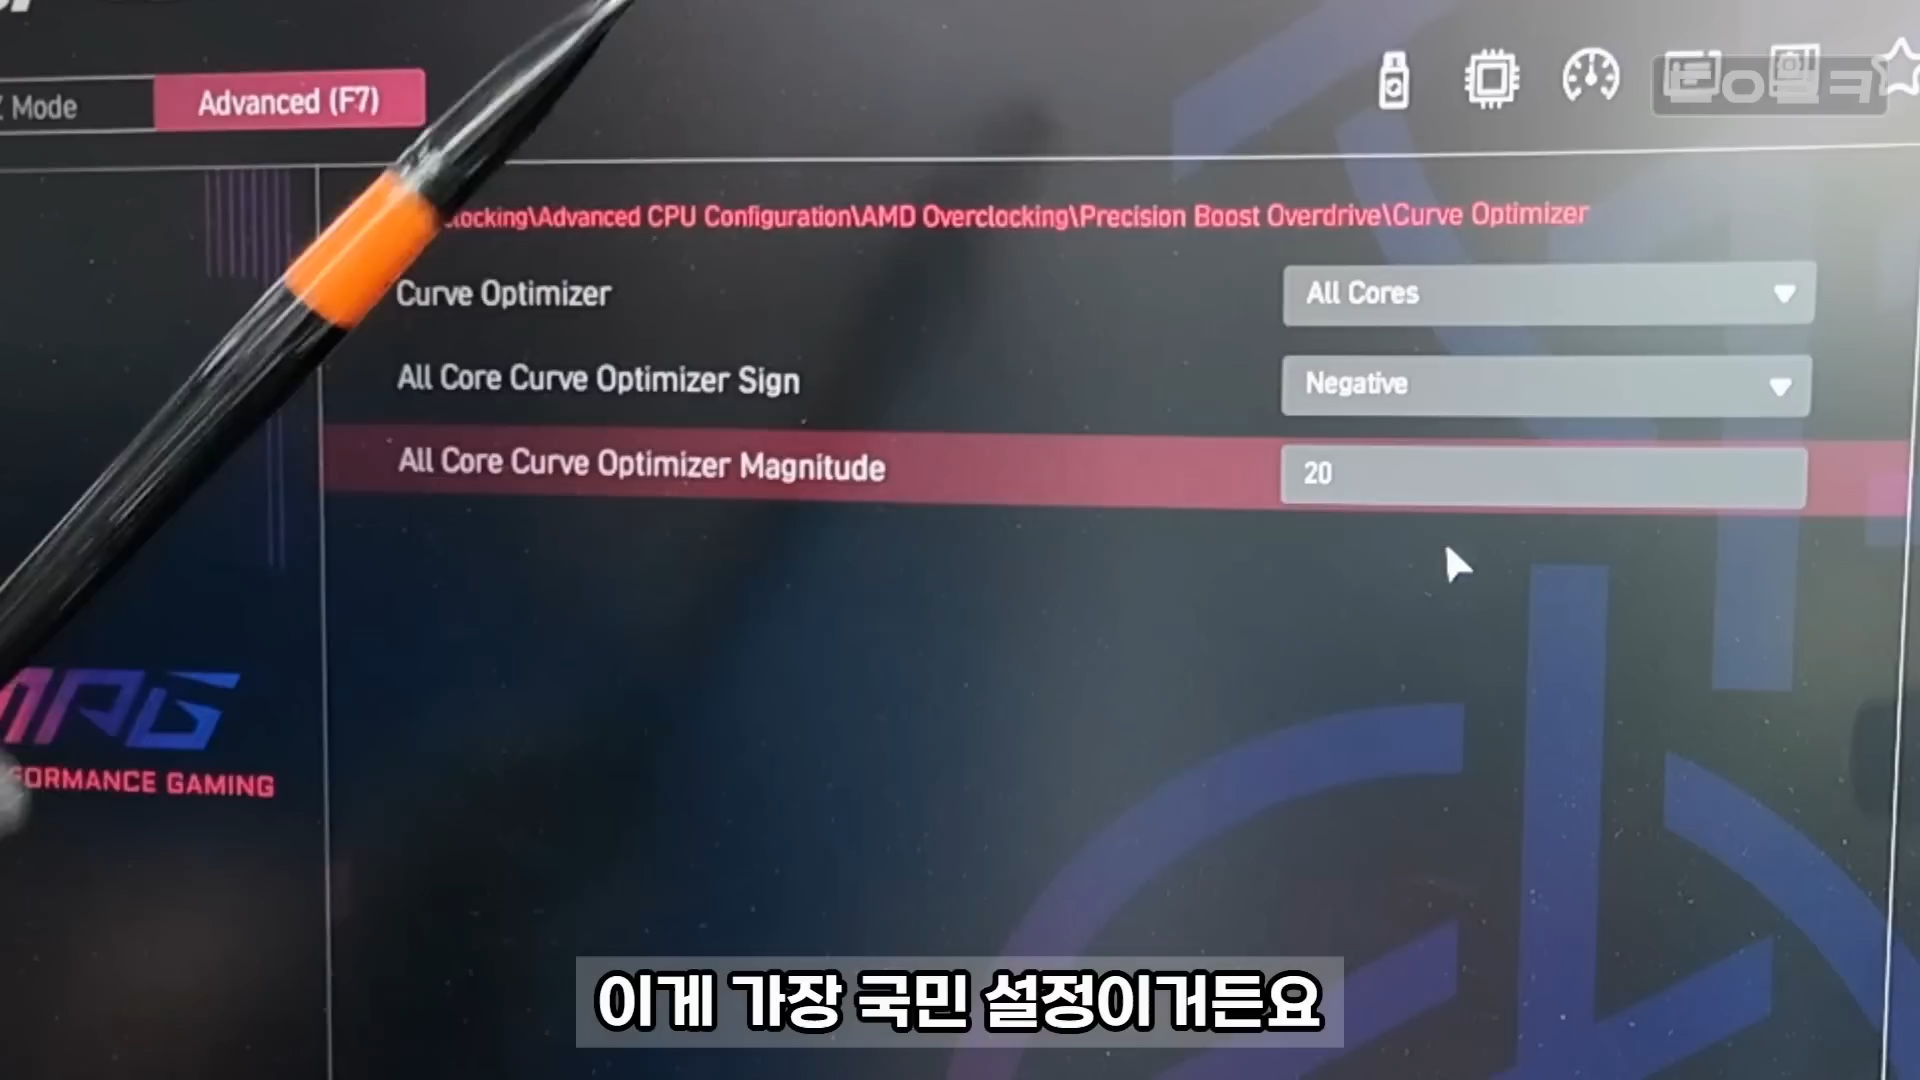 Mode
Advanced (F7)
locking\Advanced CPU Configuration\AMD Overclocking\Precision Boost Overdrive\Curve Optimizer
Curve Optimizer
All Cores
All Core Curve Optimizer Sign
Negative
All Core Curve Optimizer Magnitude
20
MPG
FORMANCE GAMING
이게 가장 국민 설정이거든요